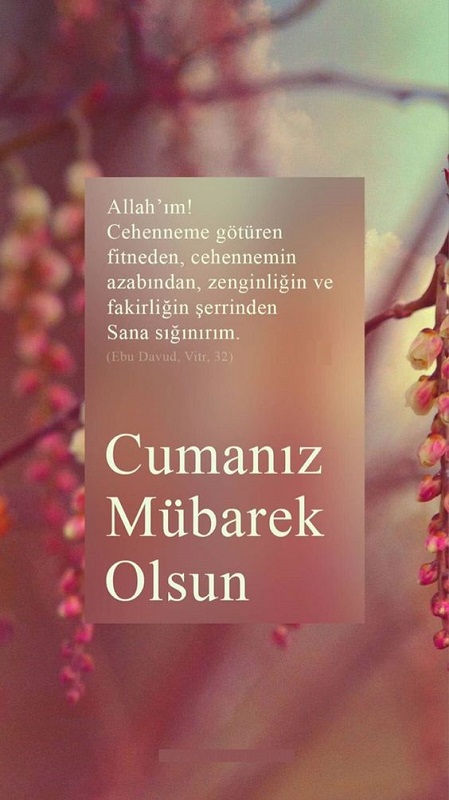 Allah’ım!
Cehenneme götüren
fitneden, cehennemin
azabından, zenginliğin ve
fakirliğin şerrinden
Sana sığınırım.
(Ebu Davud, Vitr, 32)
Cumanız
Mübarek
Olsun